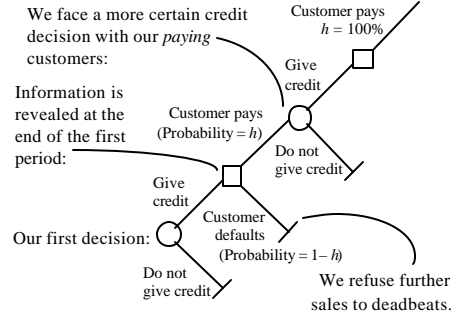 We face a more certain credit
decision with our paying
customers:
Customer pays
h = 100%
Give
credit
Information is
revealed at the
end of the first
period:
Customer pays
(Probability = h)
Do not
give credit
Give
credit
Customer
defaults
(Probability = 1– h)
Our first decision:
Do not
give credit
We refuse further
sales to deadbeats.